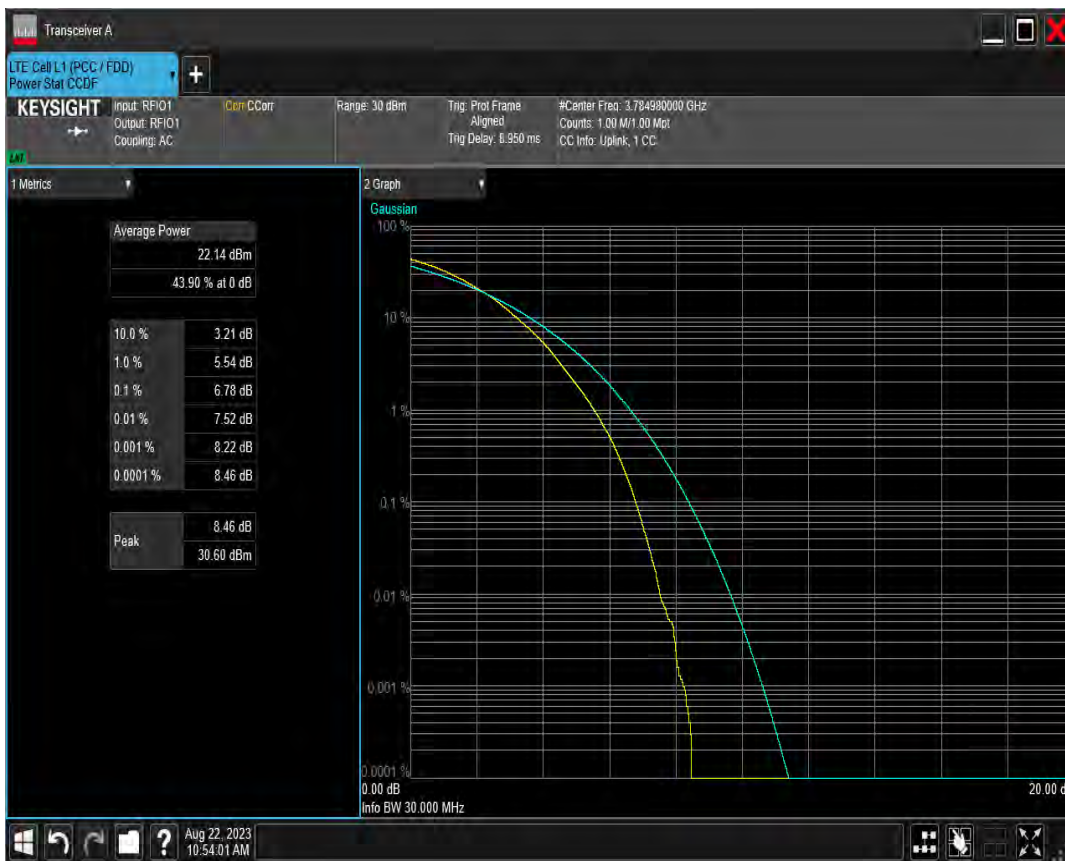 Transceiver A
LTE Cell L1 (PCC / FDD)
Power Stat CCDF
+
KEYSIGHT
Input: RFIO1
Output: RFIO1
Coupling: AC
Corr CCorr
Range: 30 dBm
Trig: Prot Frame
Aligned
Trig Delay: 8.950 ms
#Center Freq: 3.784980000 GHz
Counts: 1.00 M/1.00 Mpt
CC Info: Uplink, 1 CC
1 Metrics
Average Power
22.14 dBm
43.90 % at 0 dB
10.0 % 3.21 dB
1.0 % 5.54 dB
0.1 % 6.78 dB
0.01 % 7.52 dB
0.001 % 8.22 dB
0.0001 % 8.46 dB
Peak
8.46 dB
30.60 dBm
2 Graph
Gaussian
100 %
10 %
1 %
0.1 %
0.01 %
0.001 %
0.0001 %
0.00 dB
20.00 d
Info BW 30.000 MHz
?
Aug 22, 2023
10:54:01 AM